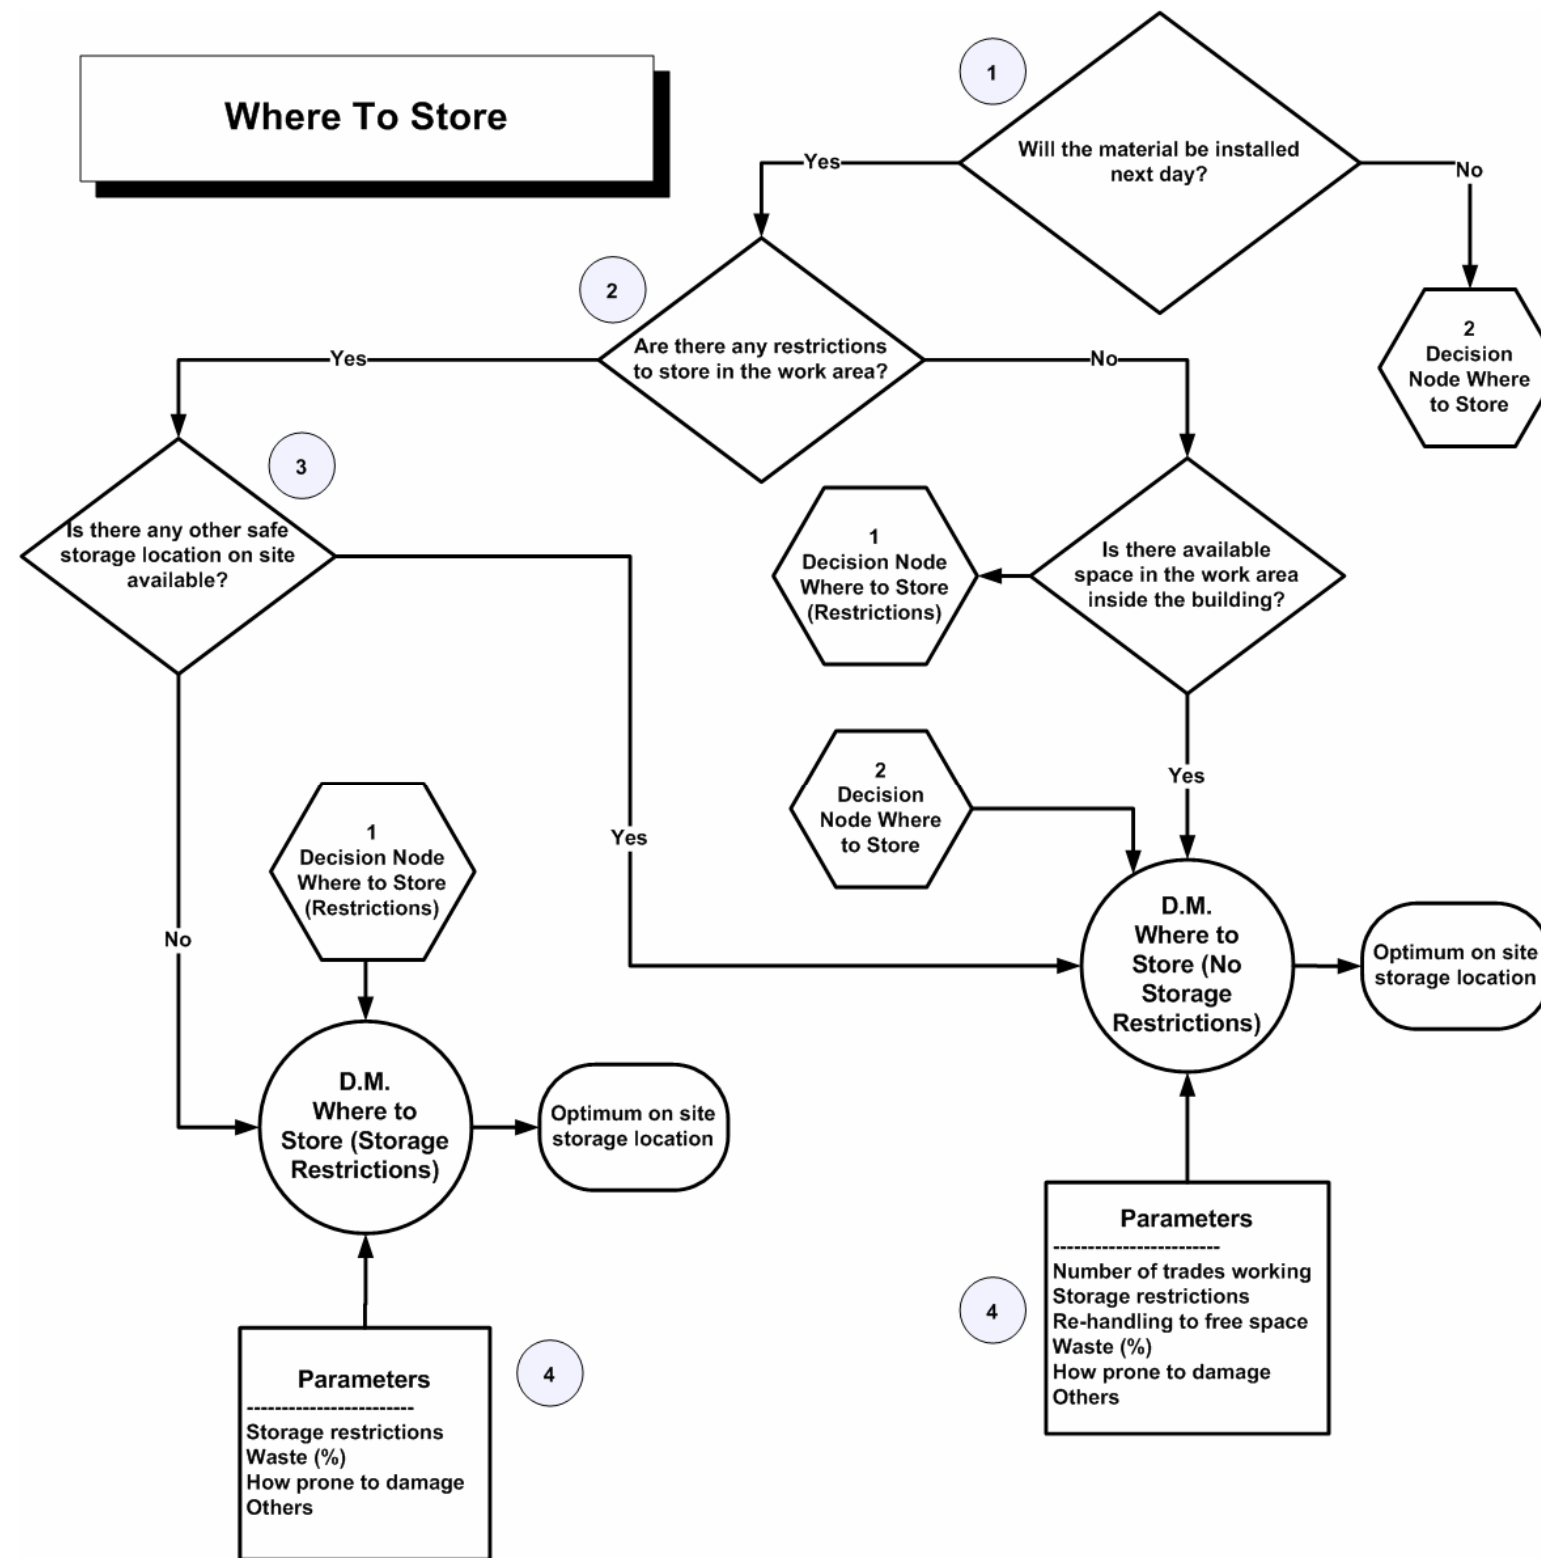 Where To Store
1
Will the material be installed
next day?
Yes
No
2
Are there any restrictions
to store in the work area?
2
Decision
Node Where
to Store
Yes
No
3
Is there any other safe
storage location on site
available?
1
Decision Node
Where to Store
(Restrictions)
Is there available
space in the work area
inside the building?
Yes
2
Decision
Node Where
to Store
1
Decision Node
Where to Store
(Restrictions)
Yes
No
D.M.
Where to
Store (No
Storage
Restrictions)
Optimum on site
storage location
D.M.
Where to
Store (Storage
Restrictions)
Optimum on site
storage location
Parameters
------------------------
Number of trades working
Storage restrictions
Re-handling to free space
Waste (%)
How prone to damage
Others
4
Parameters
------------------------
Storage restrictions
Waste (%)
How prone to damage
Others
4